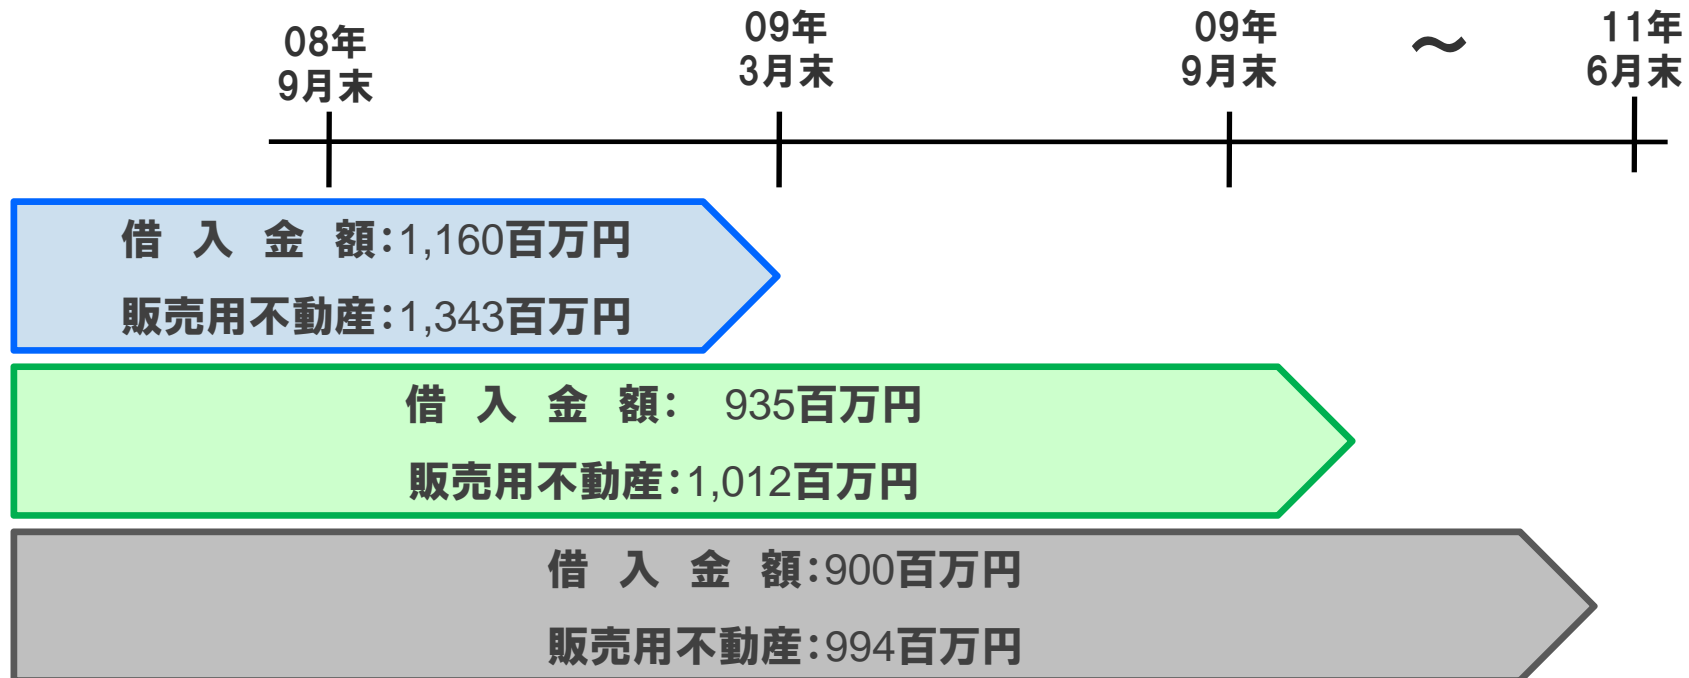 08年
9月末
09年
3月末
09年
9月末
～
11年
6月末
借 入 金 額：1,160百万円
販売用不動産：1,343百万円
借 入 金 額： 935百万円
販売用不動産：1,012百万円
借 入 金 額：900百万円
販売用不動産：994百万円